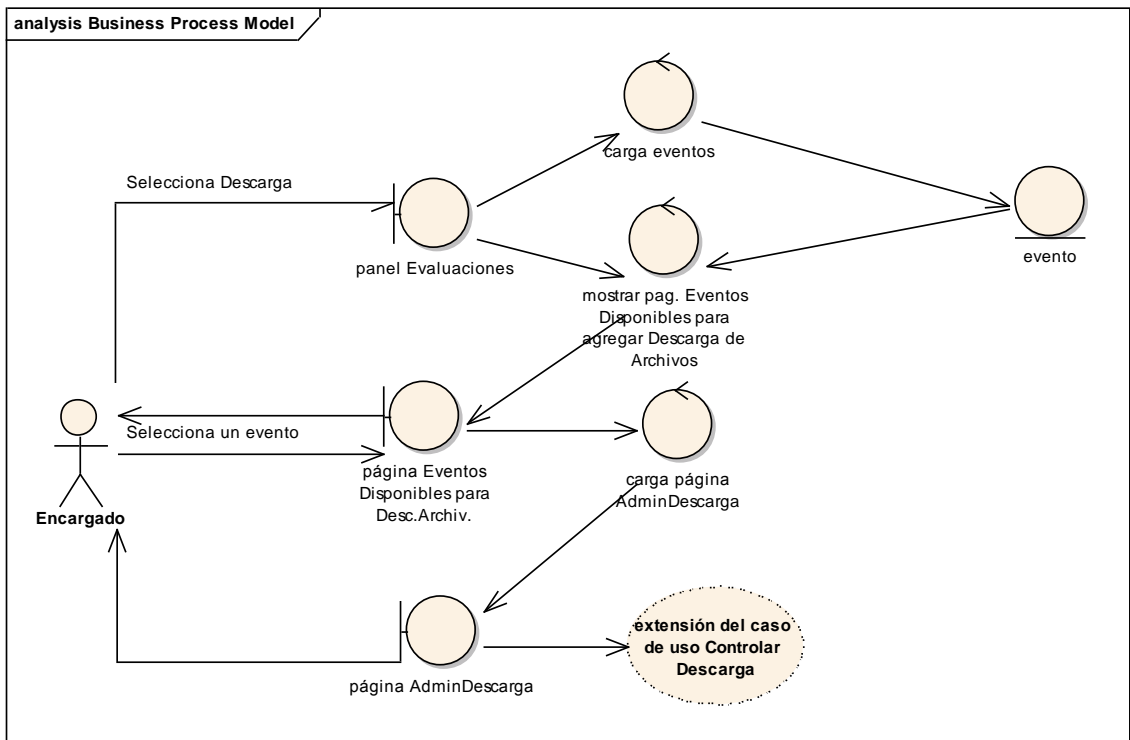 analysis Business Process Model
carga eventos
Selecciona Descarga
panel Evaluaciones
evento
mostrar pag. Eventos
Disponibles para
agregar Descarga de
Archivos
Selecciona un evento
página Eventos
Disponibles para
Desc.Archiv.
carga página
AdminDescarga
Encargado
extensión del caso
de uso Controlar
Descarga
página AdminDescarga